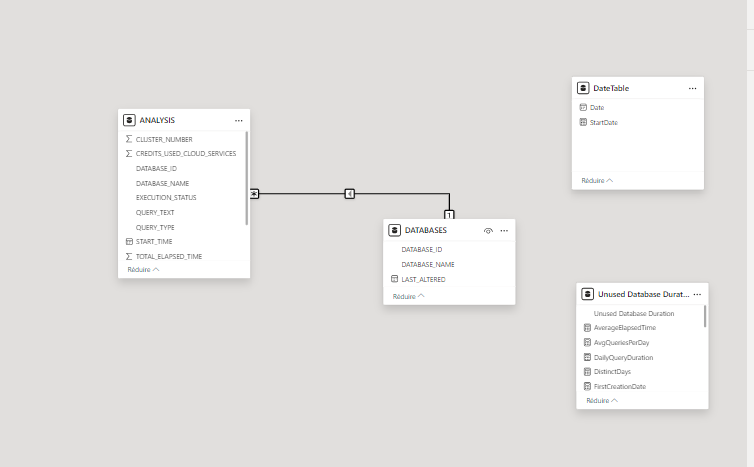 ANALYSIS
CLUSTER_NUMBER
CREDITS_USED_CLOUD_SERVICES
DATABASE_ID
DATABASE_NAME
EXECUTION_STATUS
QUERY_TEXT
QUERY_TYPE
START_TIME
TOTAL_ELAPSED_TIME
Réduire
*
1
DATABASES
DATABASE_ID
DATABASE_NAME
LAST_ALTERED
Réduire
DateTable
Date
StartDate
Réduire
Unused Database Durat...
Unused Database Duration
AverageElapsedTime
AvgQueriesPerDay
DailyQueryDuration
DistinctDays
FirstCreationDate
Réduire